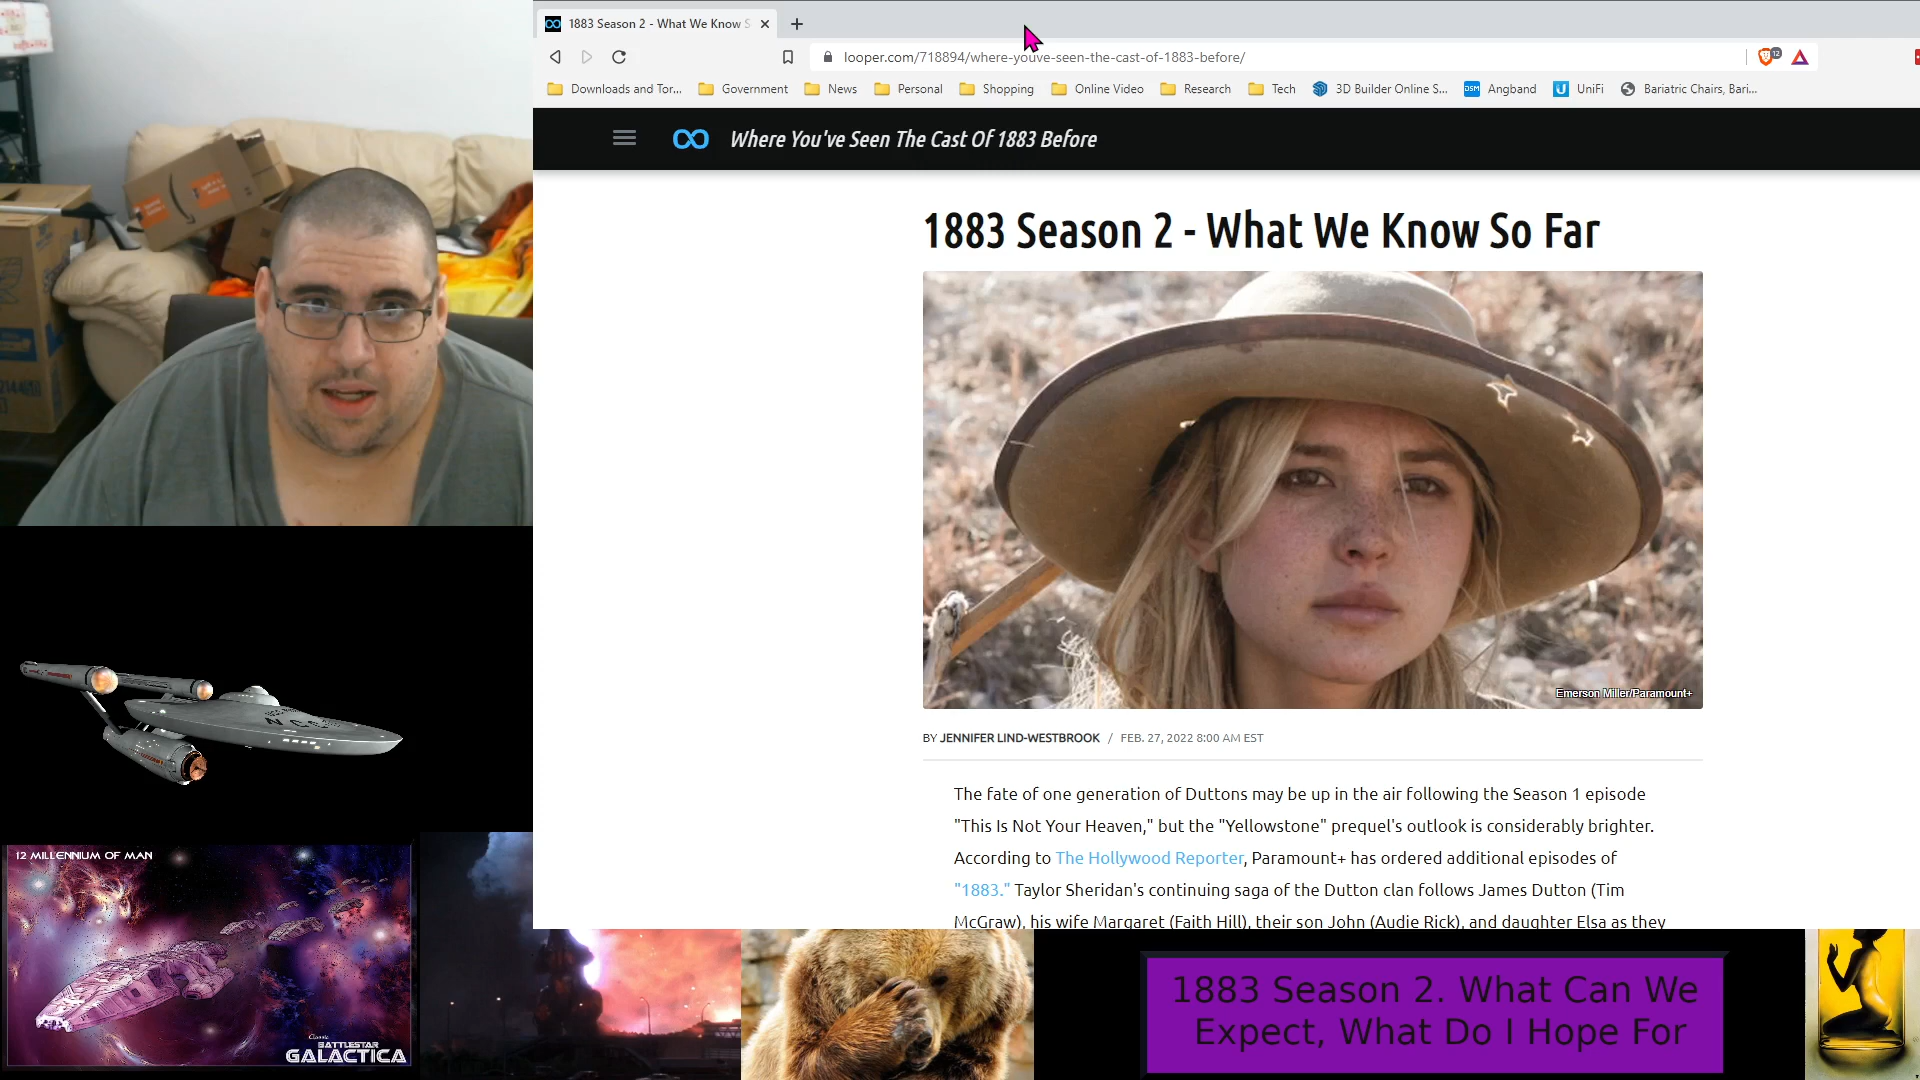 1883 Season 2 - What We Know S
looper.com/718894/where-youve-seen-the-cast-of-1883-before/
12
Downloads and Tor...
Government
News
Personal
Shopping
Online Video
Research
Tech
3D Builder Online S...
DSM
Angband
UniFi
Bariatric Chairs, Bari...
Where You've Seen The Cast Of 1883 Before
1883 Season 2 - What We Know So Far
Emerson Miller/Paramount+
BY JENNIFER LIND-WESTBROOK / FEB. 27, 2022 8:00 AM EST
The fate of one generation of Duttons may be up in the air following the Season 1 episode
"This Is Not Your Heaven," but the "Yellowstone" prequel's outlook is considerably brighter.
According to The Hollywood Reporter, Paramount+ has ordered additional episodes of
"1883." Taylor Sheridan's continuing saga of the Dutton clan follows James Dutton (Tim
McGraw), his wife Margaret (Faith Hill), their son John (Audie Rick), and daughter Elsa as they
12 MILLENNIUM OF MAN
Classic
BATTLESTAR
GALACTICA
1883 Season 2. What Can We
Expect, What Do I Hope For